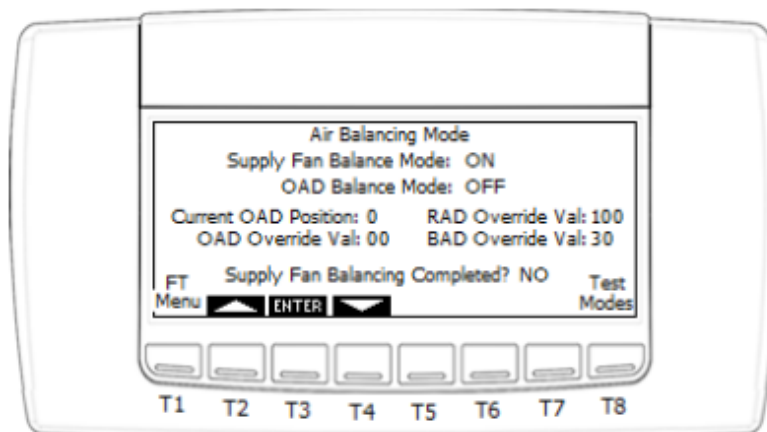 Air Balancing Mode
Supply Fan Balance Mode: ON
OAD Balance Mode: OFF
Current OAD Position: 0 RAD Override Val: 100
OAD Override Val: 00 BAD Override Val: 30
Supply Fan Balancing Completed? NO
FT Menu ENTER Test Modes
T1 T2 T3 T4 T5 T6 T7 T8